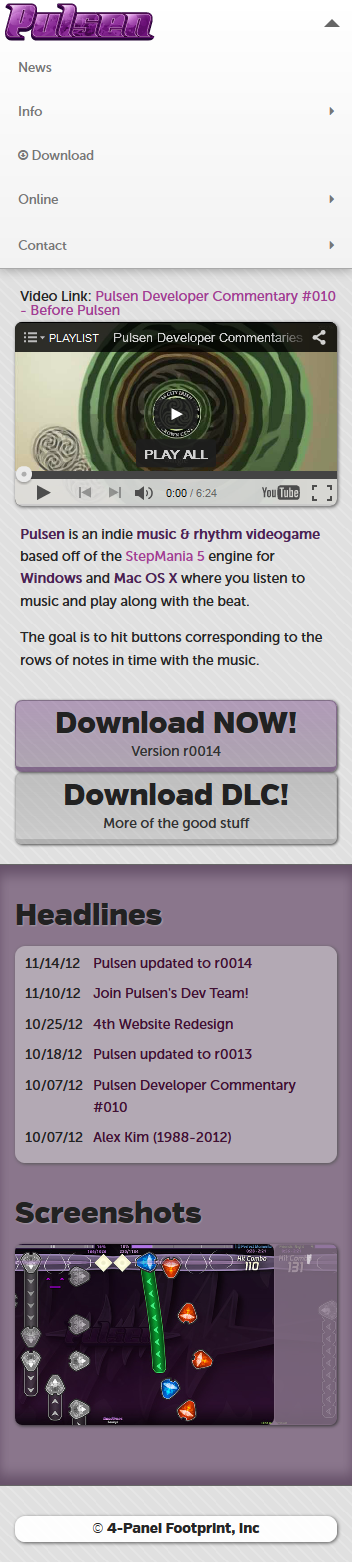 Pulsen
News
Info
Download
Online
Contact
Video Link: Pulsen Developer Commentary #010
- Before Pulsen
PLAYLIST Pulsen Developer Commentaries
PLAY ALL
0:00 / 6:24
YouTube
Pulsen is an indie music & rhythm videogame
based off of the StepMania 5 engine for
Windows and Mac OS X where you listen to
music and play along with the beat.
The goal is to hit buttons corresponding to the
rows of notes in time with the music.
Download NOW!
Version r0014
Download DLC!
More of the good stuff
Headlines
11/14/12 Pulsen updated to r0014
11/10/12 Join Pulsen's Dev Team!
10/25/12 4th Website Redesign
10/18/12 Pulsen updated to r0013
10/07/12 Pulsen Developer Commentary
#010
10/07/12 Alex Kim (1988-2012)
Screenshots
Hit Combo
110
131
© 4-Panel Footprint, Inc